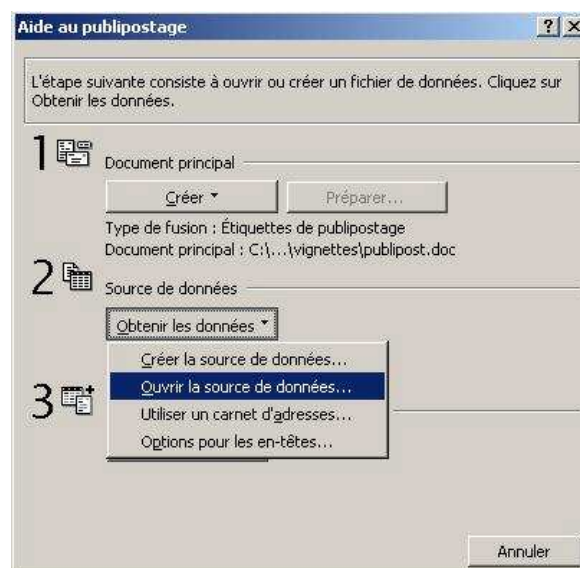 Aide au publipostage
L'étape suivante consiste à ouvrir ou créer un fichier de données. Cliquez sur
Obtenir les données.
1
Document principal
Créer
Préparer...
Type de fusion : Étiquettes de publipostage
Document principal : C:\...\vignettes\publipost.doc
2
Source de données
Obtenir les données
Créer la source de données...
Ouvrir la source de données...
3
Utiliser un carnet d'adresses...
Options pour les en-têtes...
Annuler